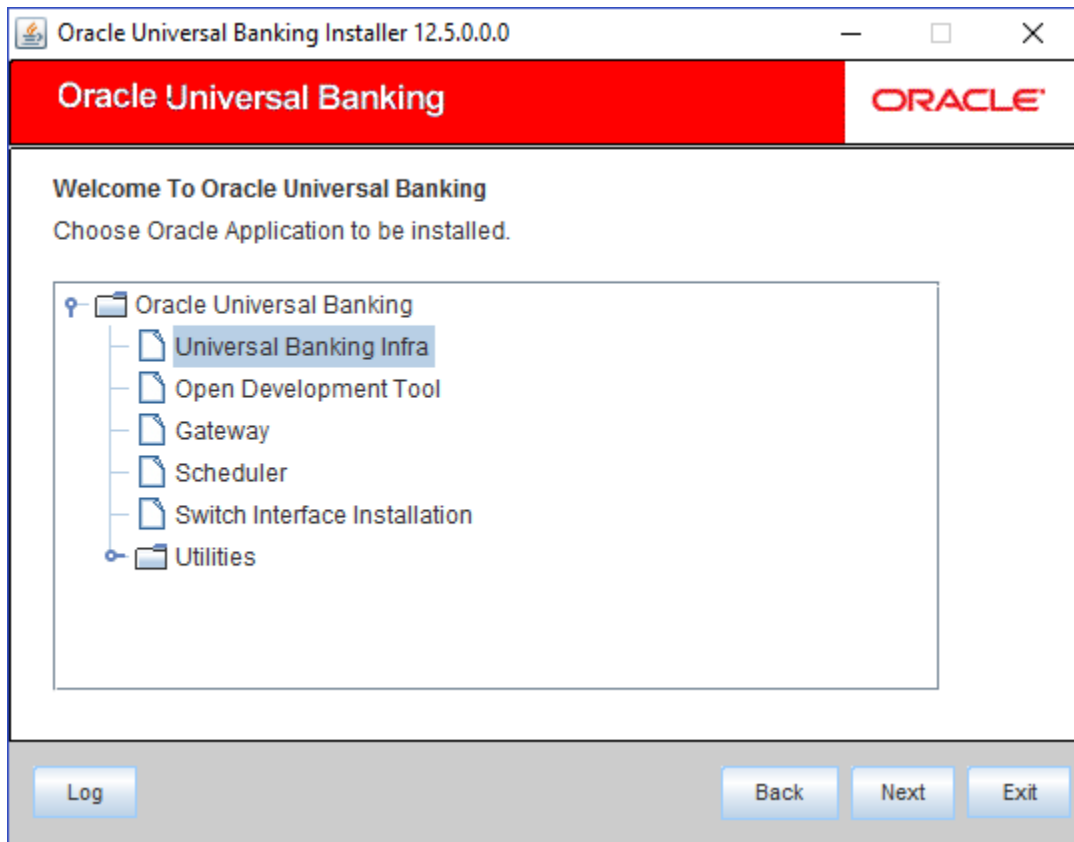 Oracle Universal Banking Installer 12.5.0.0.0
Oracle Universal Banking
ORACLE
Welcome To Oracle Universal Banking
Choose Oracle Application to be installed.
Oracle Universal Banking
Universal Banking Infra
Open Development Tool
Gateway
Scheduler
Switch Interface Installation
Utilities
Log
Back
Next
Exit